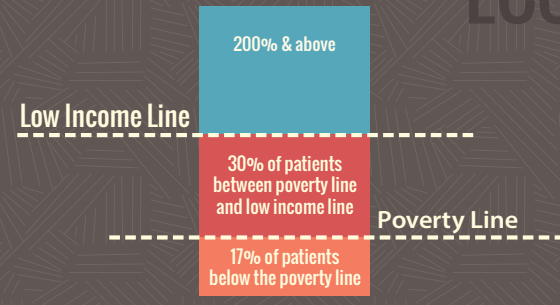 200% & above
Low Income Line
30% of patients
between poverty line
and low income line
Poverty Line
17% of patients
below the poverty line